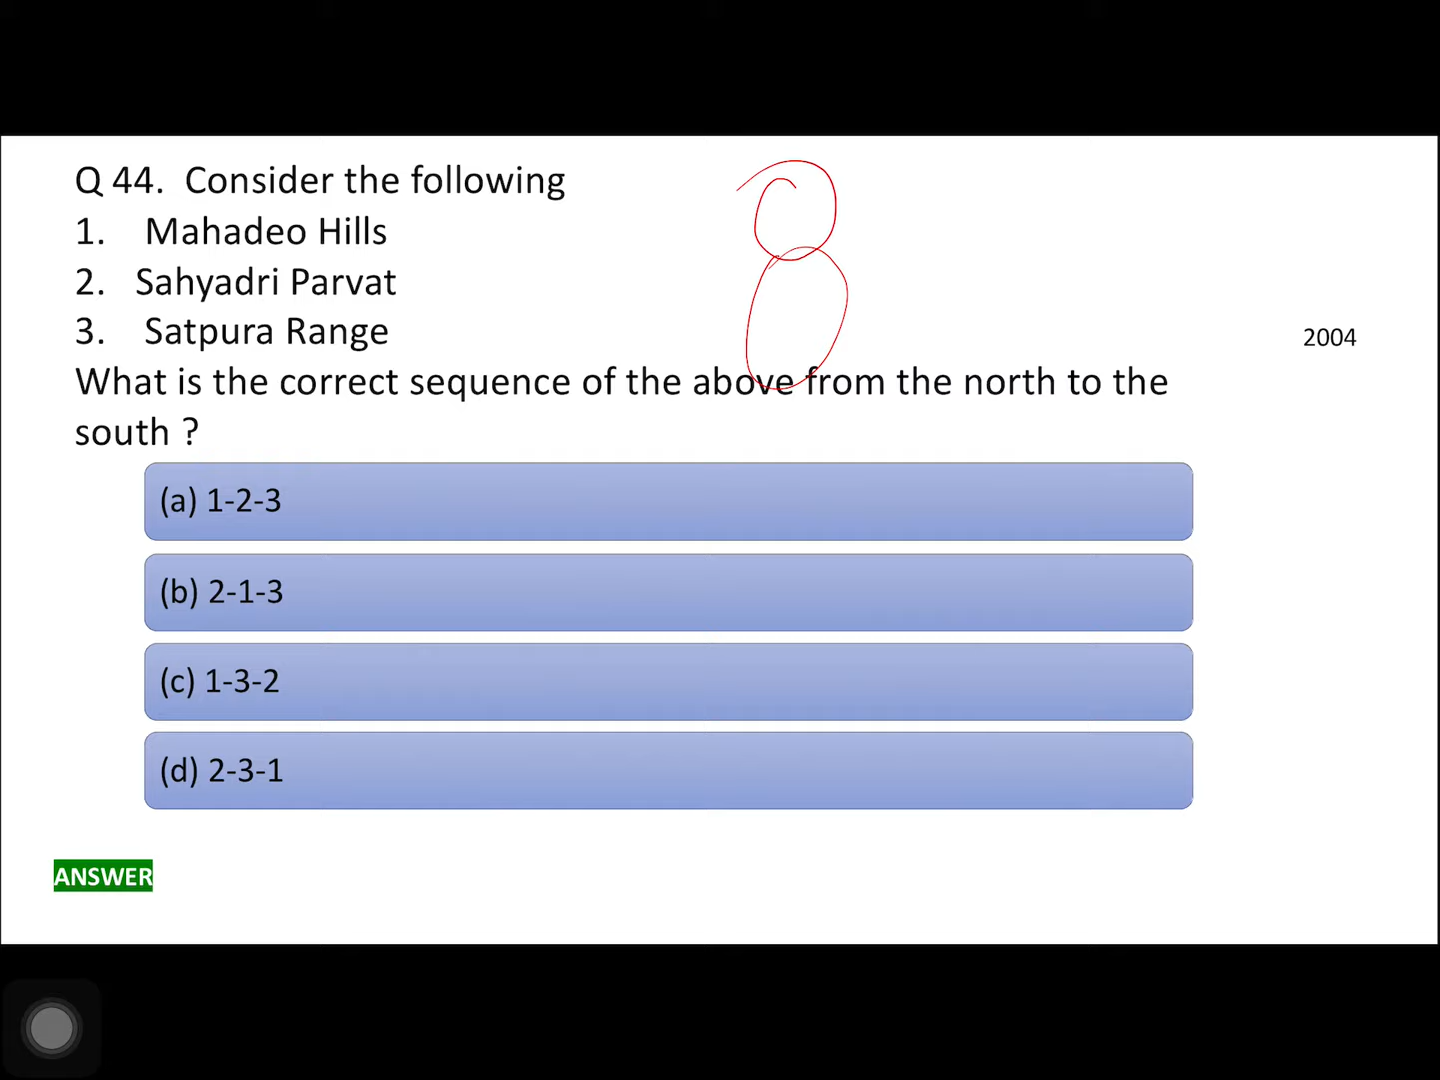 Q 44. Consider the following
1. Mahadeo Hills
2. Sahyadri Parvat
3. Satpura Range
2004
What is the correct sequence of the above from the north to the
south ?
(a) 1-2-3
(b) 2-1-3
(c) 1-3-2
(d) 2-3-1
ANSWER